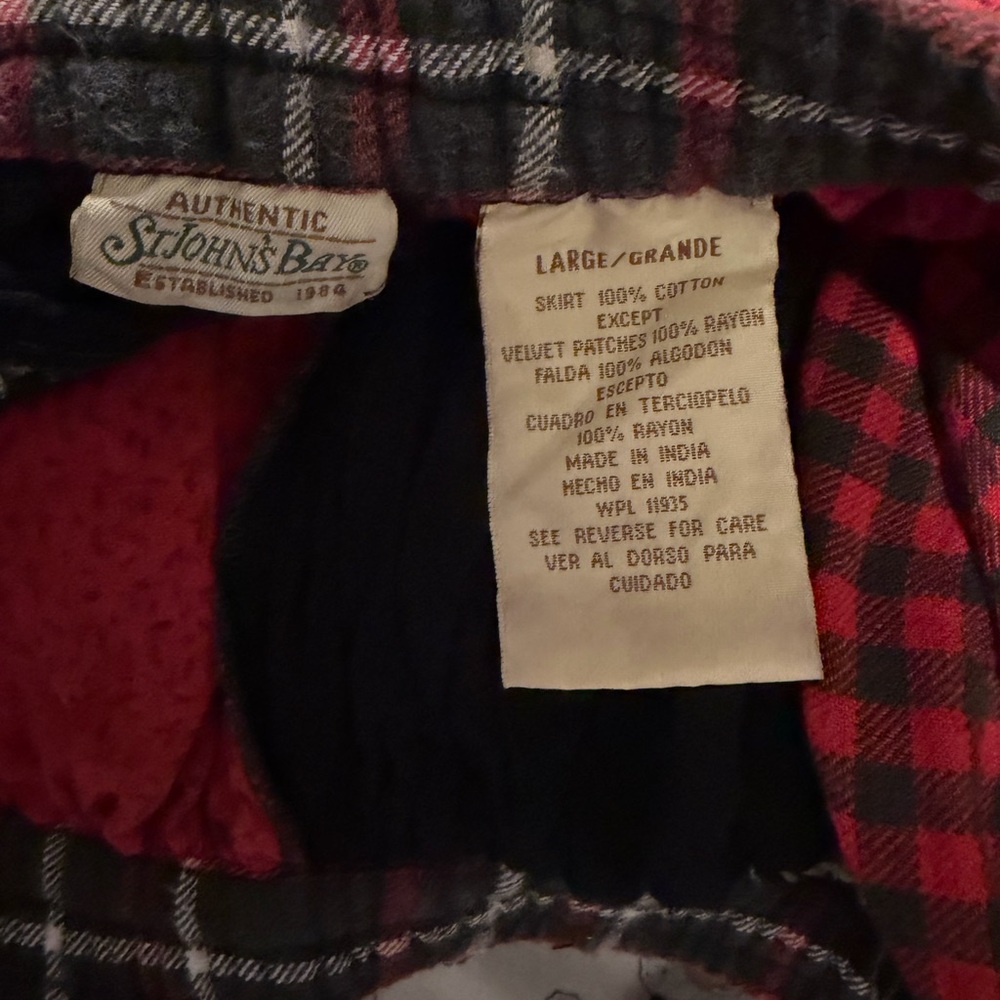 AUTHENTIC
ST. JOHN'S BAY®
ESTABLISHED 1984
LARGE/GRANDE
SKIRT 100% COTTON
EXCEPT
VELVET PATCHES 100% RAYON
FALDA 100% ALGODON
ESCEPTO
CUADRO EN TERCIOPELO
100% RAYON
MADE IN INDIA
HECHO EN INDIA
WPL 11935
SEE REVERSE FOR CARE
VER AL DORSO PARA
CUIDADO